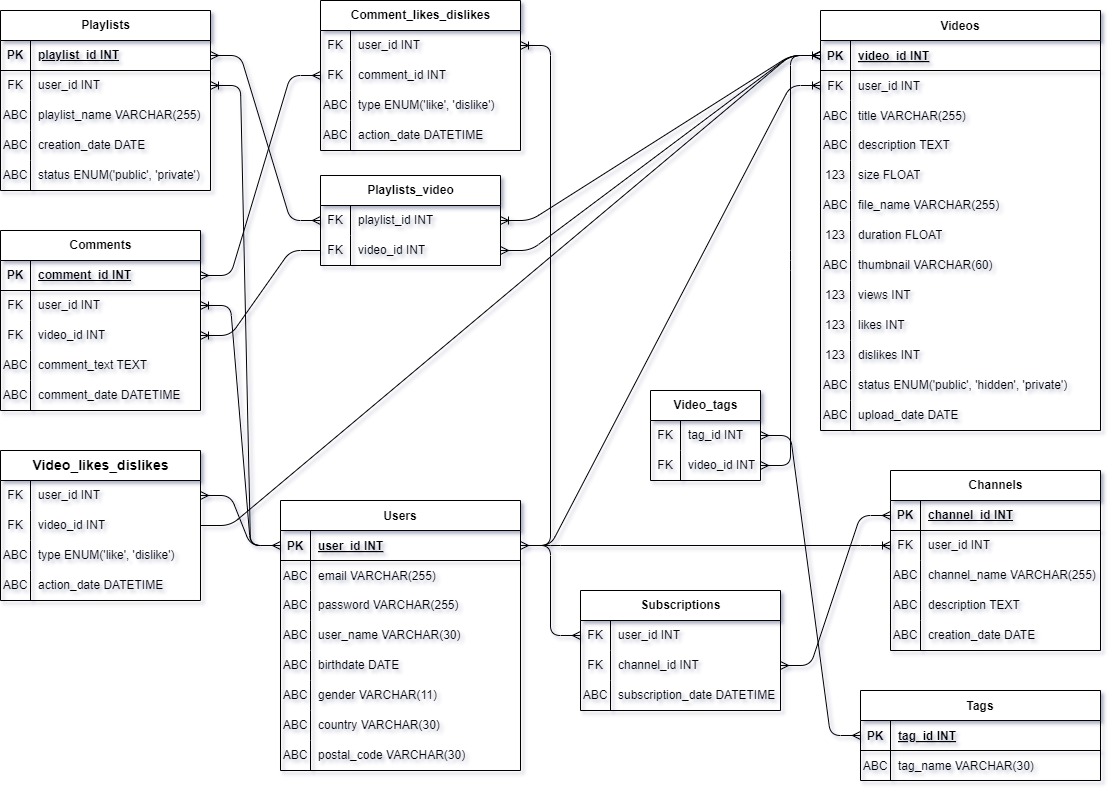 Playlists
PK playlist_id INT
FK user_id INT
ABC playlist_name VARCHAR(255)
ABC creation_date DATE
ABC status ENUM('public', 'private')
Comment_likes_dislikes
FK user_id INT
FK comment_id INT
ABC type ENUM('like', 'dislike')
ABC action_date DATETIME
Videos
PK video_id INT
FK user_id INT
ABC title VARCHAR(255)
ABC description TEXT
123 size FLOAT
ABC file_name VARCHAR(255)
123 duration FLOAT
ABC thumbnail VARCHAR(60)
123 views INT
123 likes INT
123 dislikes INT
ABC status ENUM('public', 'hidden', 'private')
ABC upload_date DATE
Playlists_video
FK playlist_id INT
FK video_id INT
Comments
PK comment_id INT
FK user_id INT
FK video_id INT
ABC comment_text TEXT
ABC comment_date DATETIME
Video_tags
FK tag_id INT
FK video_id INT
Video_likes_dislikes
FK user_id INT
FK video_id INT
ABC type ENUM('like', 'dislike')
ABC action_date DATETIME
Users
PK user_id INT
ABC email VARCHAR(255)
ABC password VARCHAR(255)
ABC user_name VARCHAR(30)
ABC birthdate DATE
ABC gender VARCHAR(11)
ABC country VARCHAR(30)
ABC postal_code VARCHAR(30)
Channels
PK channel_id INT
FK user_id INT
ABC channel_name VARCHAR(255)
ABC description TEXT
ABC creation_date DATE
Subscriptions
FK user_id INT
FK channel_id INT
ABC subscription_date DATETIME
Tags
PK tag_id INT
ABC tag_name VARCHAR(30)